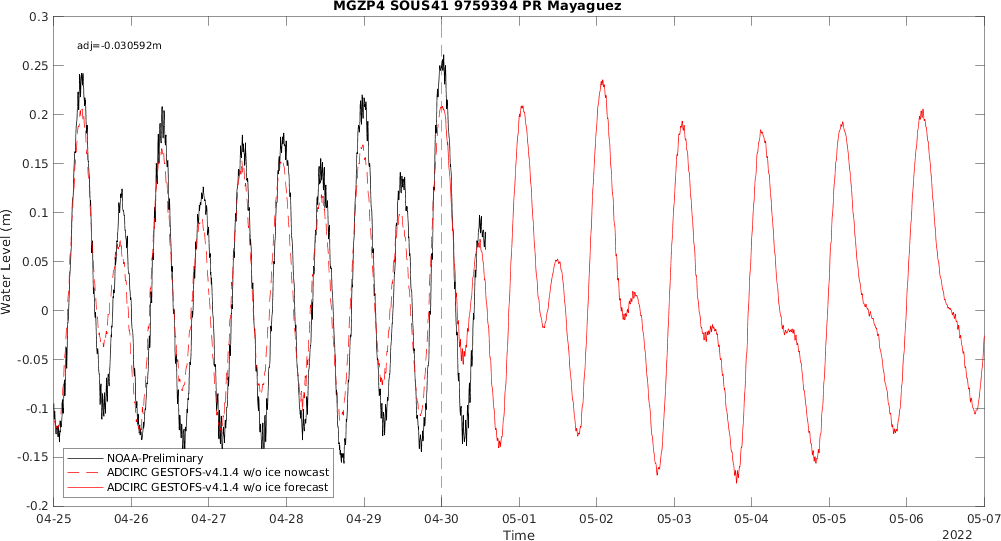 MGZP4 SOUS41 9759394 PR Mayaguez
0.3
adj=-0.030592m
0.25
0.2
0.15
0.1
0.05
0
-0.05
-0.1
-0.15
-0.2
Water Level (m)
NOAA-Preliminary
ADCIRC GESTOFS-v4.1.4 w/o ice nowcast
ADCIRC GESTOFS-v4.1.4 w/o ice forecast
04-25 04-26 04-27 04-28 04-29 04-30 05-01 05-02 05-03 05-04 05-05 05-06 05-07
Time
2022